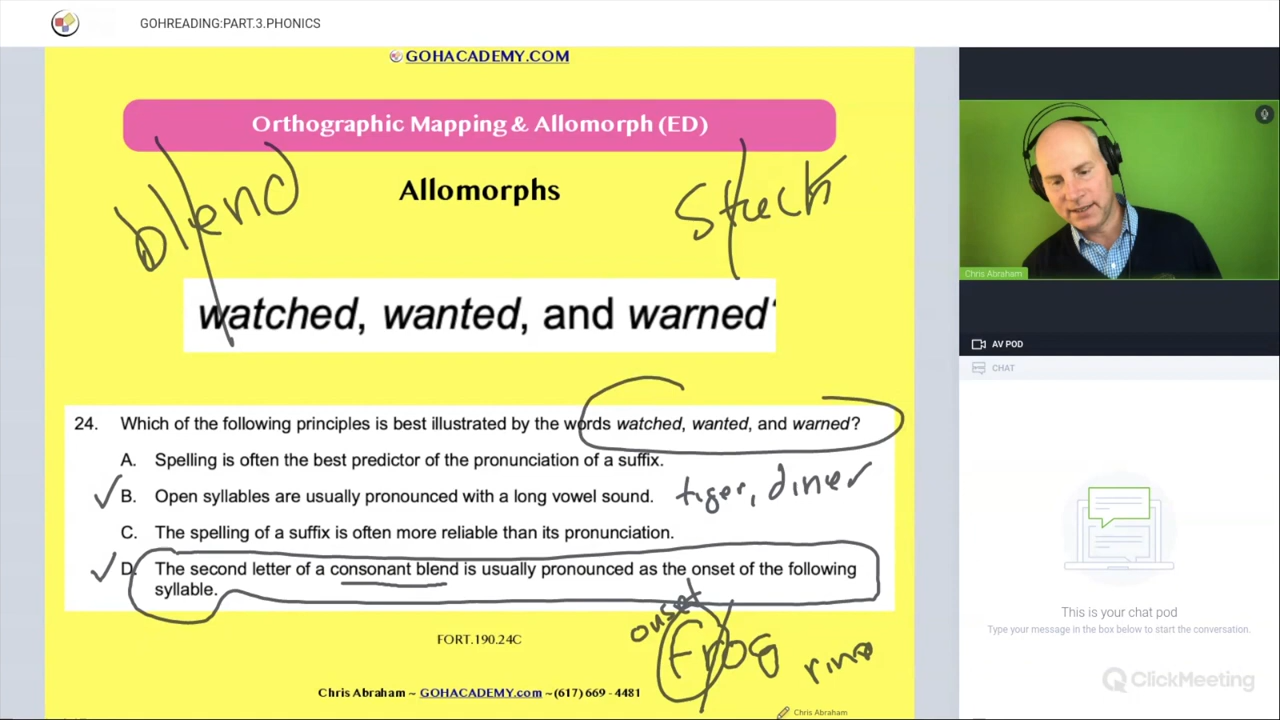 GOHREADING:PART.3.PHONICS
GOHACADEMY.COM
Orthographic Mapping & Allomorph (ED)
blend
Allomorphs
stuck
watched, wanted, and warned?
24. Which of the following principles is best illustrated by the words watched, wanted, and warned?
A. Spelling is often the best predictor of the pronunciation of a suffix.
B. Open syllables are usually pronounced with a long vowel sound.
tiger, diner
C. The spelling of a suffix is often more reliable than its pronunciation.
D. The second letter of a consonant blend is usually pronounced as the onset of the following
syllable.
onset
frog
FORT.190.24C
Chris Abraham ~ GOHACADEMY.com ~ (617) 669 - 4481
Chris Abraham
Chris Abraham
AV POD
CHAT
This is your chat pod
Type your message in the box below to start the conversation.
ClickMeeting